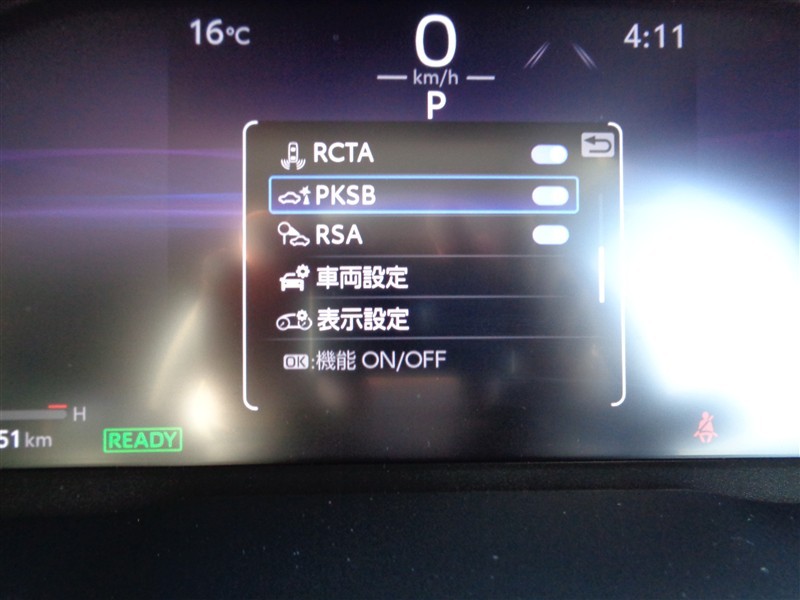 16℃
0
4:11
km/h
P
RCTA
PKSB
RSA
車両設定
表示設定
OK:機能 ON/OFF
H
51km
READY